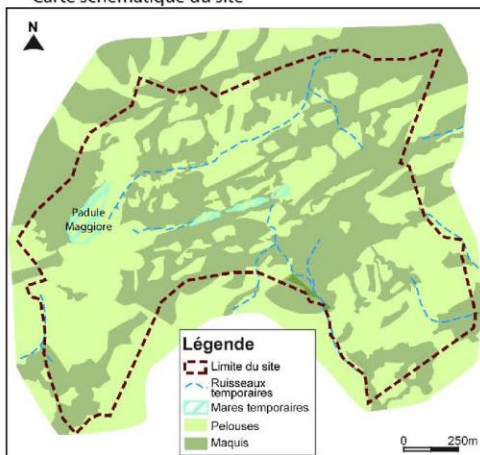 Carte schématique du site
N
Padule
Maggiore
Légende
Limite du site
Ruisseaux
temporaires
Mares temporaires
Pelouses
Maquis
0 250m